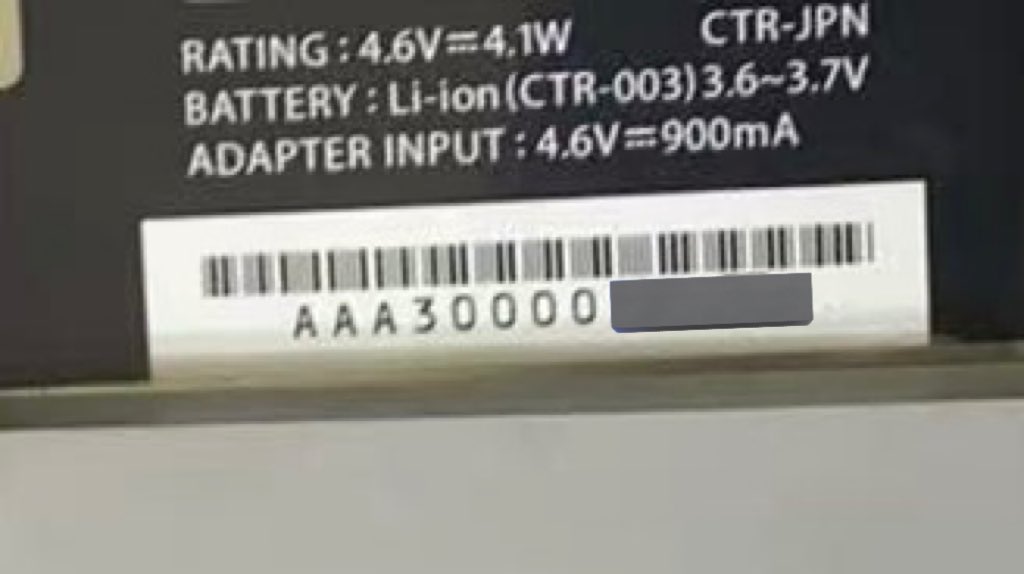 RATING : 4.6V⎓4.1W CTR-JPN
BATTERY : Li-ion(CTR-003)3.6~3.7V
ADAPTER INPUT : 4.6V⎓900mA
AAA30000